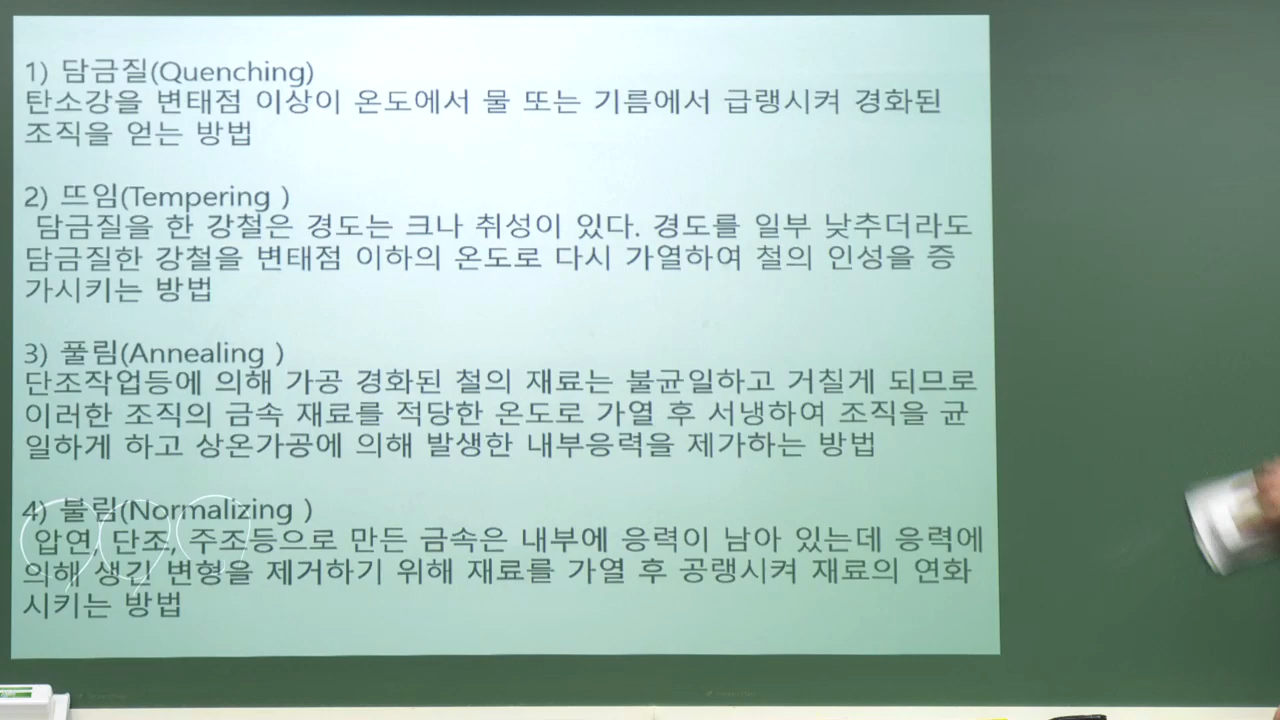 1) 담금질(Quenching)
탄소강을 변태점 이상이 온도에서 물 또는 기름에서 급랭시켜 경화된
조직을 얻는 방법
2) 뜨임(Tempering )
담금질을 한 강철은 경도는 크나 취성이 있다. 경도를 일부 낮추더라도
담금질한 강철을 변태점 이하의 온도로 다시 가열하여 철의 인성을 증
가시키는 방법
3) 풀림(Annealing )
단조작업등에 의해 가공 경화된 철의 재료는 불균일하고 거칠게 되므로
이러한 조직의 금속 재료를 적당한 온도로 가열 후 서냉하여 조직을 균
일하게 하고 상온가공에 의해 발생한 내부응력을 제가하는 방법
4) 불림(Normalizing )
압연, 단조, 주조등으로 만든 금속은 내부에 응력이 남아 있는데 응력에
의해 생긴 변형을 제거하기 위해 재료를 가열 후 공랭시켜 재료의 연화
시키는 방법